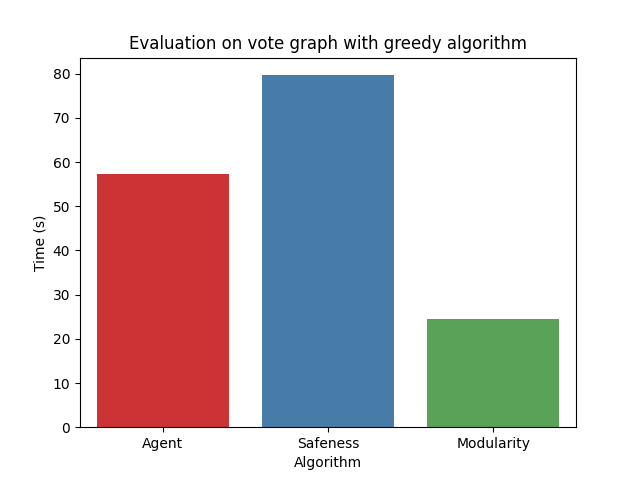 Evaluation on vote graph with greedy algorithm
80
70
60
50
40
30
20
10
0
Time (s)
Agent
Safeness
Modularity
Algorithm